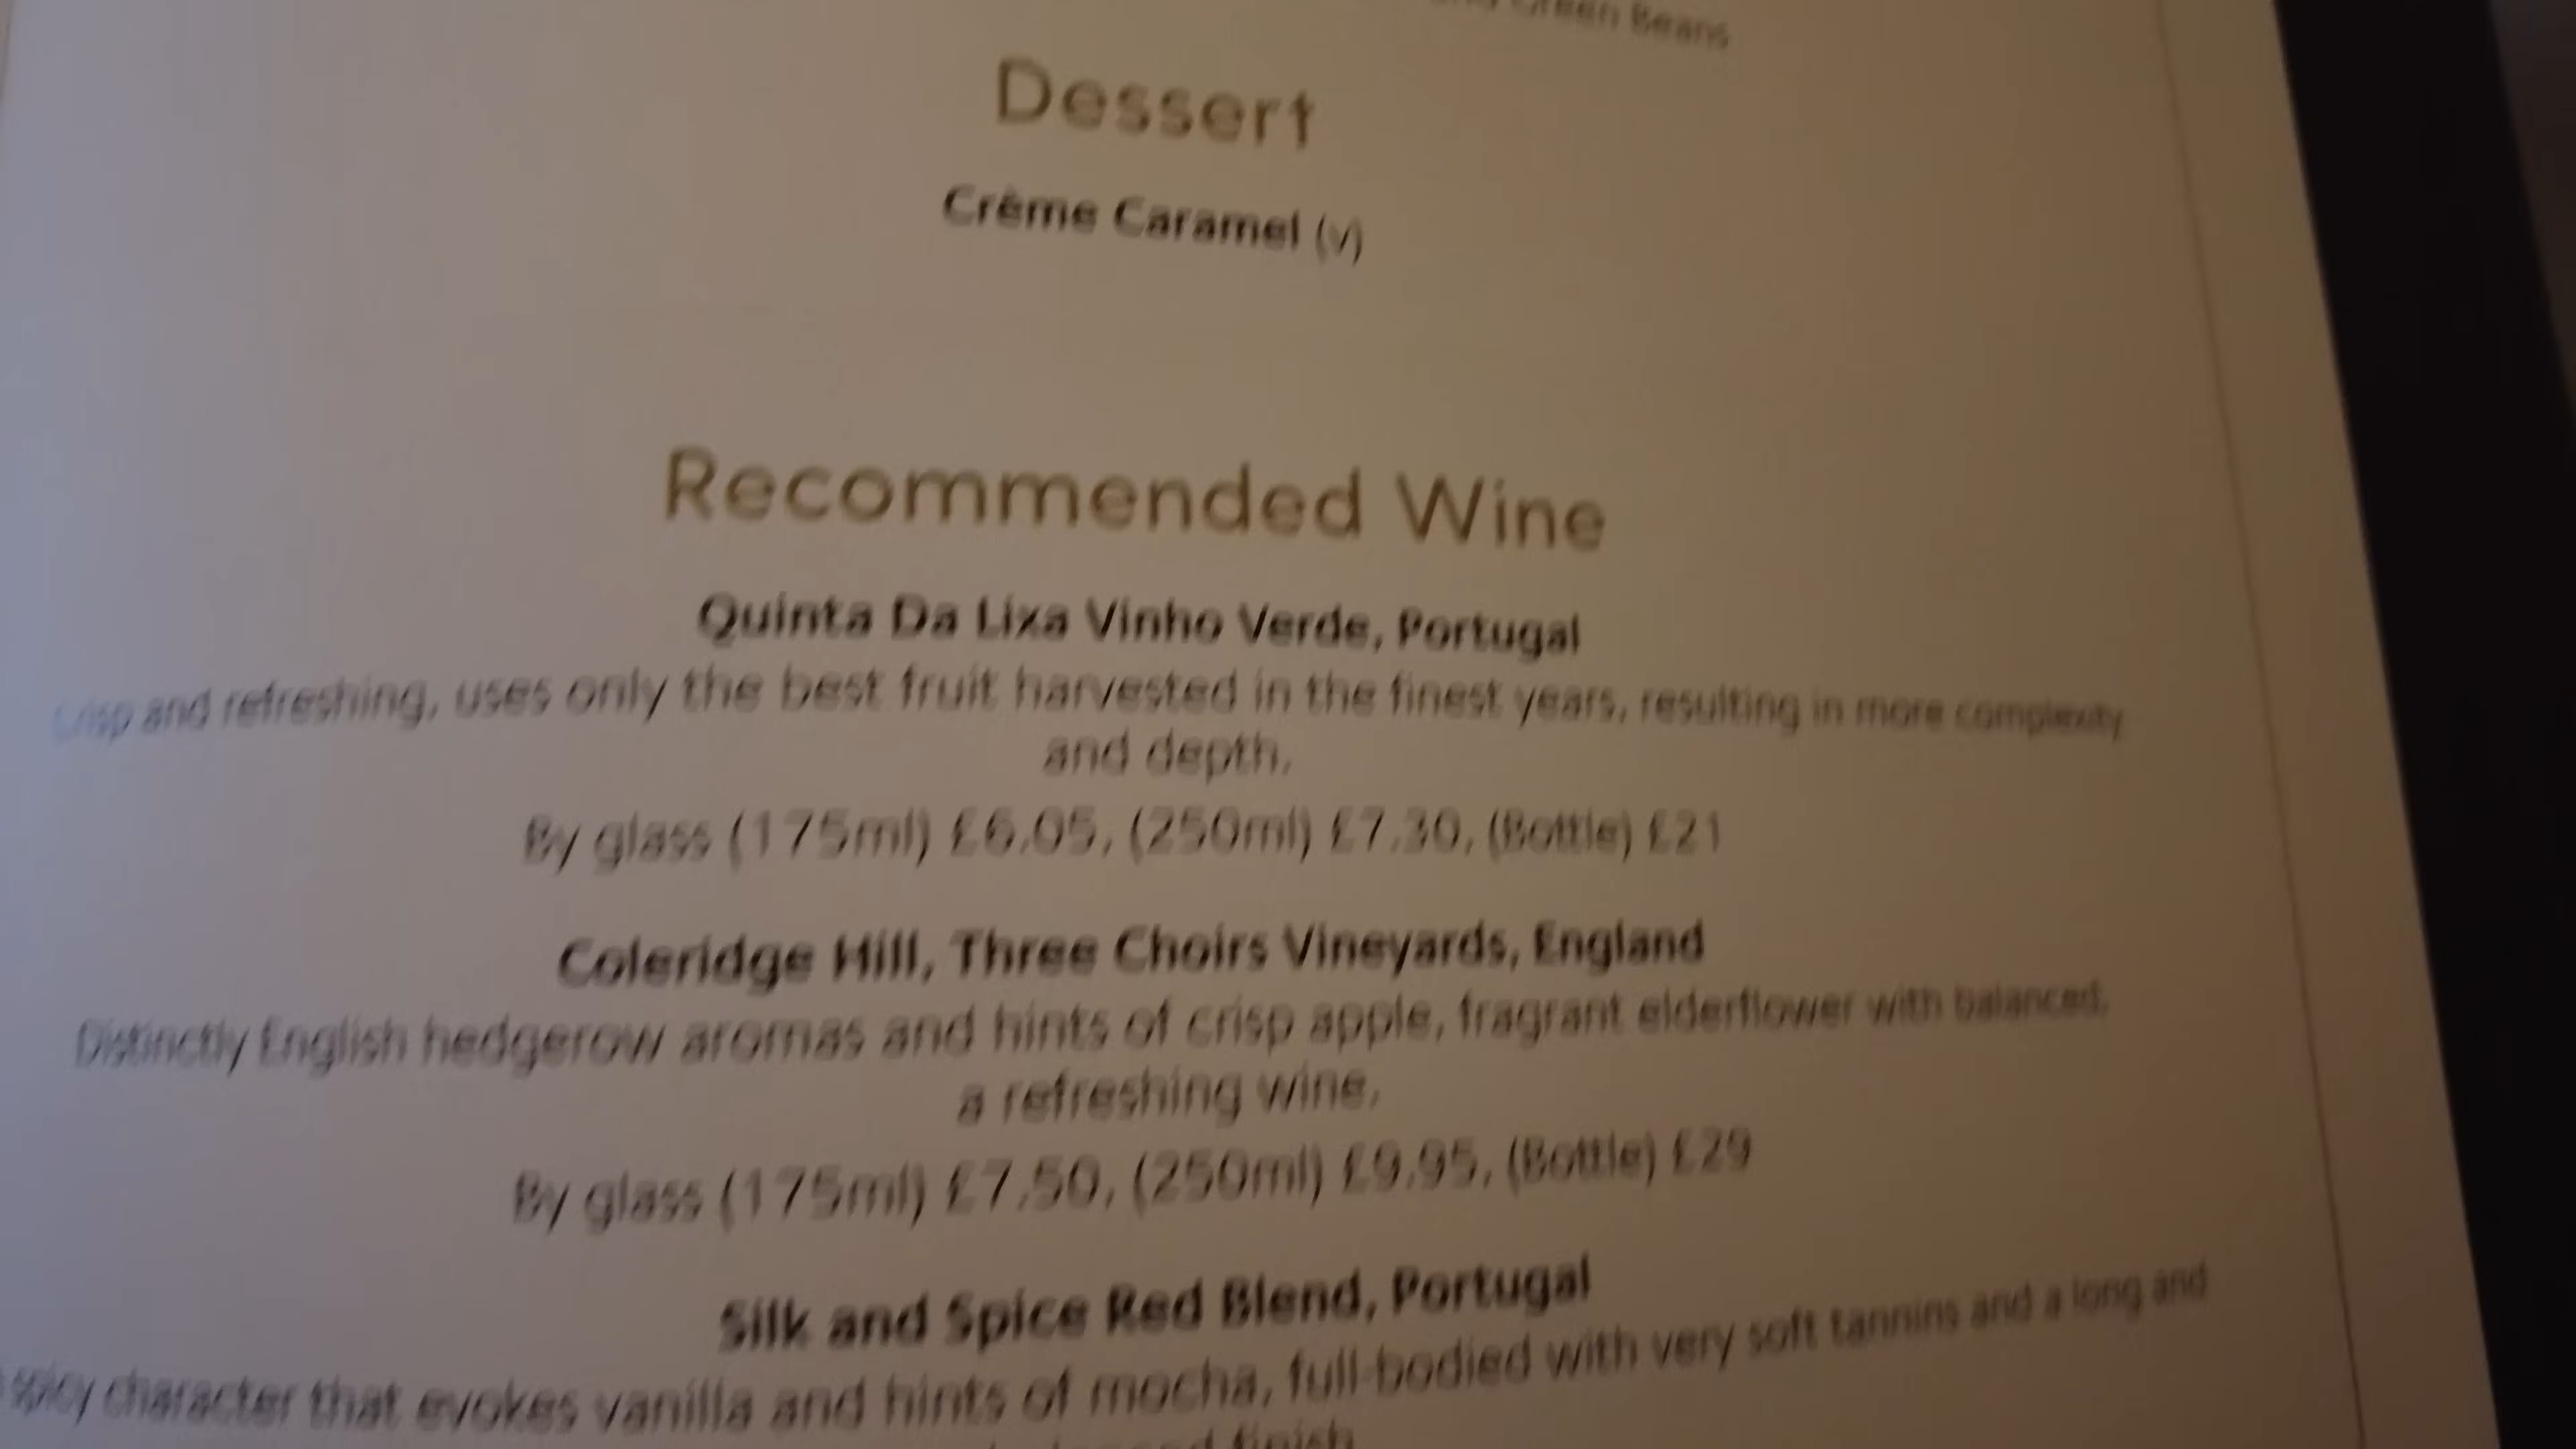 Green Beans
Dessert
Crème Caramel (v)
Recommended Wine
Quinta Da Lixa Vinho Verde, Portugal
Crisp and refreshing, uses only the best fruit harvested in the finest years, resulting in more complexity
and depth.
By glass (175ml) £6.05, (250ml) £7.30, (Bottle) £21
Coleridge Hill, Three Choirs Vineyards, England
Distinctly English hedgerow aromas and hints of crisp apple, fragrant elderflower with balanced,
a refreshing wine.
By glass (175ml) £7.50, (250ml) £9.95, (Bottle) £29
Silk and Spice Red Blend, Portugal
spicy character that evokes vanilla and hints of mocha, full-bodied with very soft tannins and a long and
finish